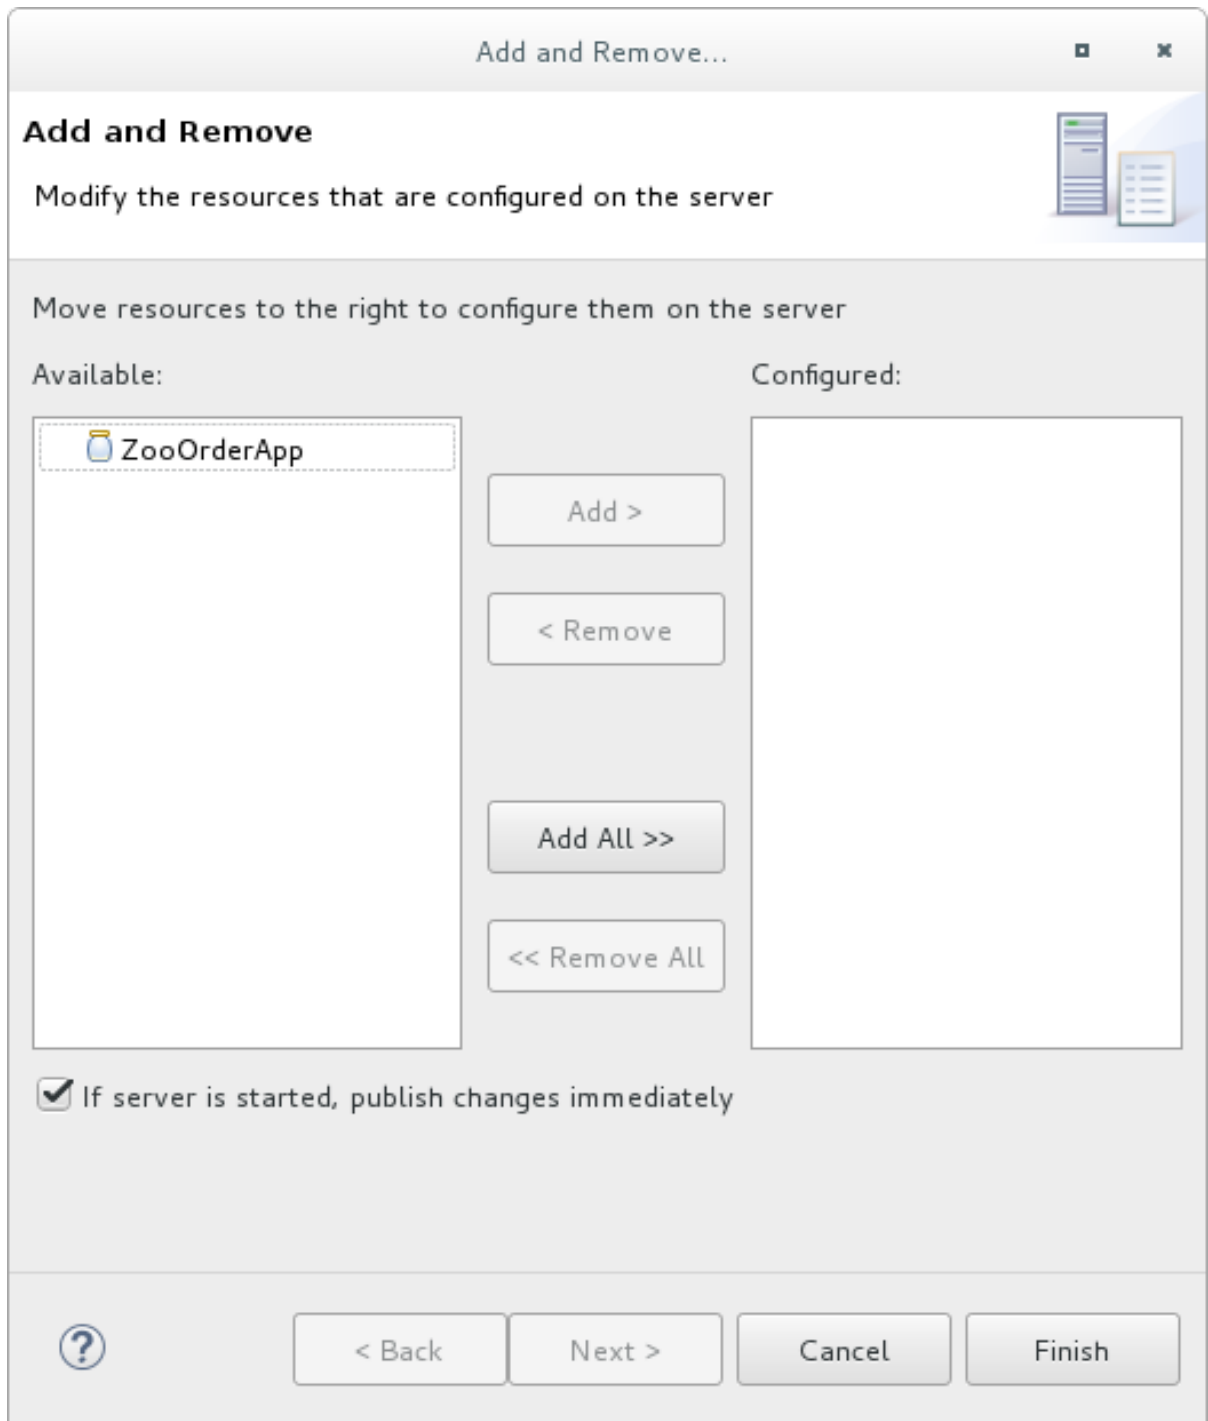 Add and Remove...
Add and Remove
Modify the resources that are configured on the server
Move resources to the right to configure them on the server
Available:
Configured:
ZooOrderApp
Add >
< Remove
Add All >>
<< Remove All
If server is started, publish changes immediately
?
< Back
Next >
Cancel
Finish